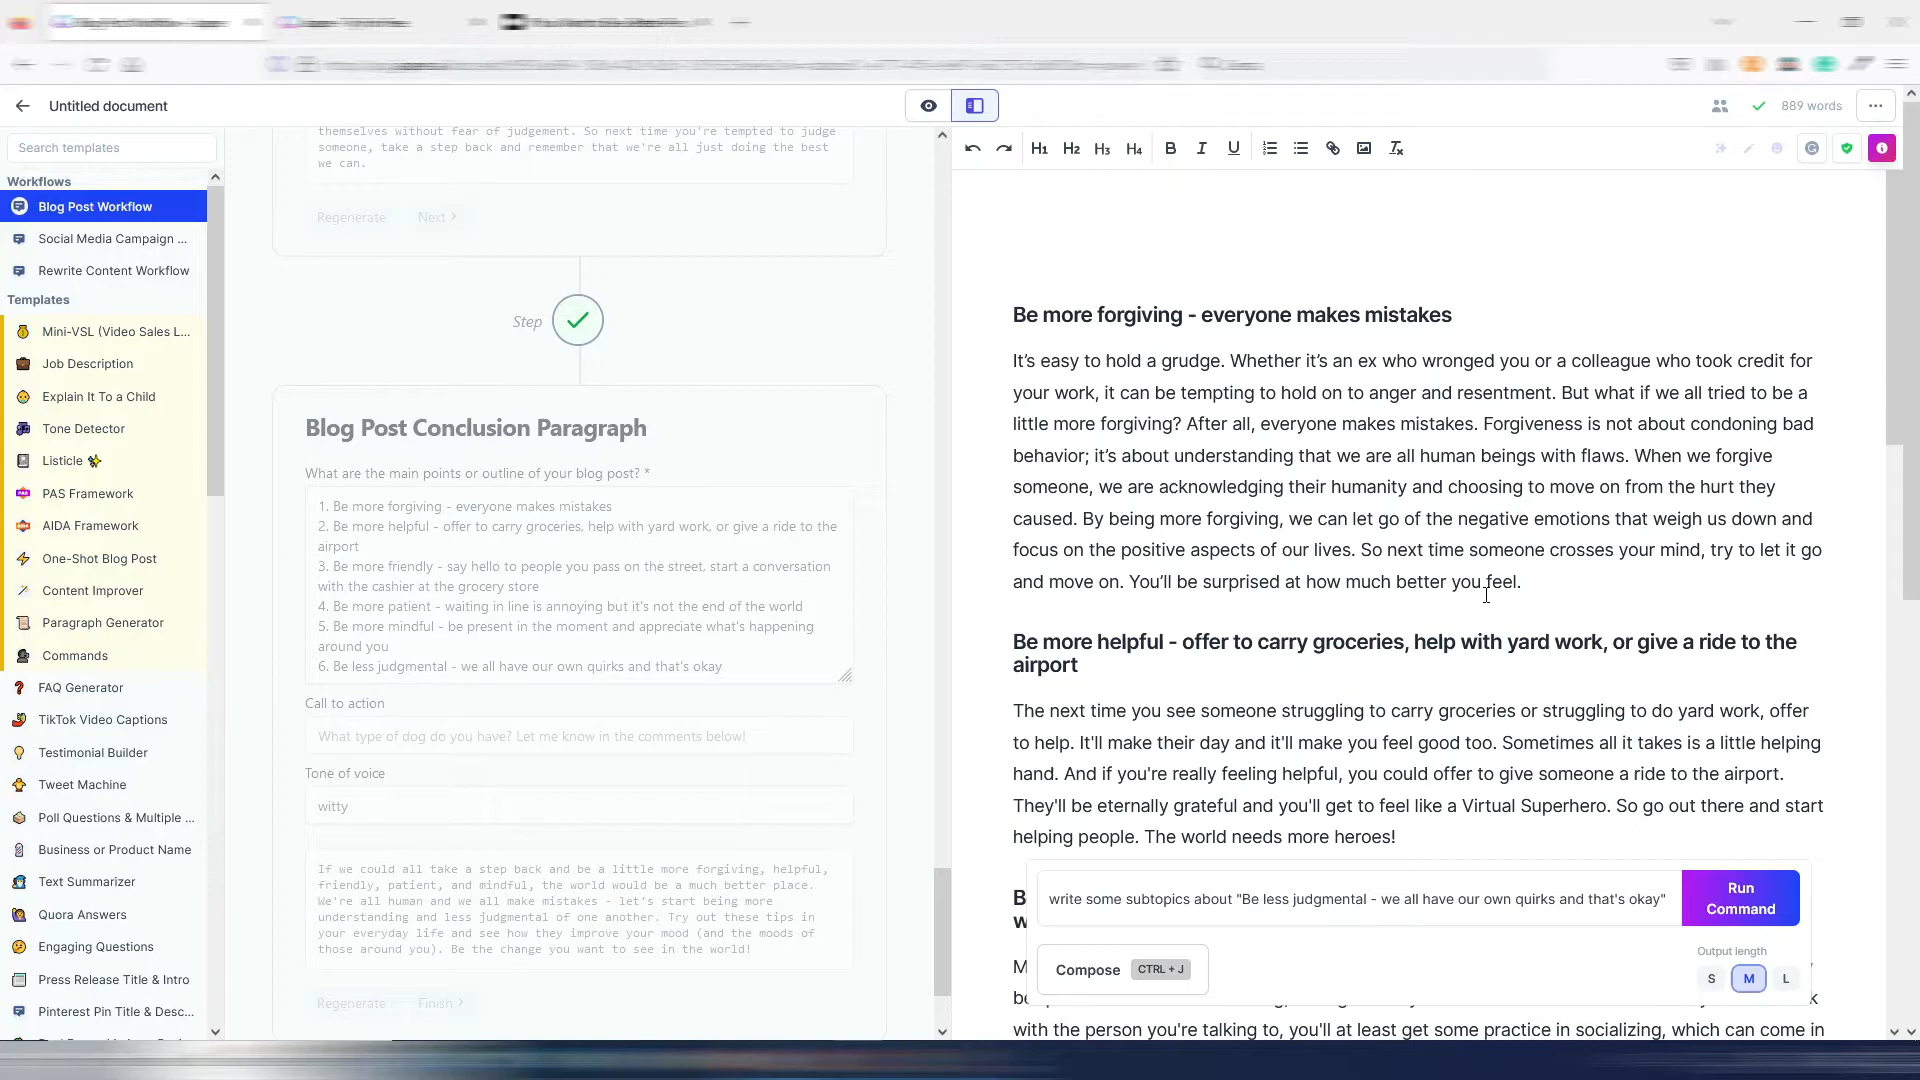 Untitled document
889 words
Search templates
Workflows
Blog Post Workflow
Social Media Campaign ...
Rewrite Content Workflow
Templates
Mini-VSL (Video Sales L...
Job Description
Explain It To a Child
Tone Detector
Listicle
PAS Framework
AIDA Framework
One-Shot Blog Post
Content Improver
Paragraph Generator
Commands
FAQ Generator
TikTok Video Captions
Testimonial Builder
Tweet Machine
Poll Questions & Multiple ...
Business or Product Name
Text Summarizer
Quora Answers
Engaging Questions
Press Release Title & Intro
Pinterest Pin Title & Desc...
themselves without fear of judgement. So next time you're tempted to judge
someone, take a step back and remember that we're all just doing the best
we can.
Regenerate Next
Step
Blog Post Conclusion Paragraph
What are the main points or outline of your blog post? *
1. Be more forgiving - everyone makes mistakes
2. Be more helpful - offer to carry groceries, help with yard work, or give a ride to the
airport
3. Be more friendly - say hello to people you pass on the street, start a conversation
with the cashier at the grocery store
4. Be more patient - waiting in line is annoying but it's not the end of the world
5. Be more mindful - be present in the moment and appreciate what's happening
around you
6. Be less judgmental - we all have our own quirks and that's okay
Call to action
What type of dog do you have? Let me know in the comments below!
Tone of voice
witty
If we could all take a step back and be a little more forgiving, helpful,
friendly, patient, and mindful, the world would be a much better place.
We're all human and we all make mistakes - let's start being more
understanding and less judgmental of one another. Try out these tips in
your everyday life and see how they improve your mood (and the moods of
those around you). Be the change you want to see in the world!
Regenerate Finish
H1 H2 H3 H4 B I U
Be more forgiving - everyone makes mistakes
It’s easy to hold a grudge. Whether it’s an ex who wronged you or a colleague who took credit for
your work, it can be tempting to hold on to anger and resentment. But what if we all tried to be a
little more forgiving? After all, everyone makes mistakes. Forgiveness is not about condoning bad
behavior; it’s about understanding that we are all human beings with flaws. When we forgive
someone, we are acknowledging their humanity and choosing to move on from the hurt they
caused. By being more forgiving, we can let go of the negative emotions that weigh us down and
focus on the positive aspects of our lives. So next time someone crosses your mind, try to let it go
and move on. You’ll be surprised at how much better you feel.
Be more helpful - offer to carry groceries, help with yard work, or give a ride to the
airport
The next time you see someone struggling to carry groceries or struggling to do yard work, offer
to help. It'll make their day and it'll make you feel good too. Sometimes all it takes is a little helping
hand. And if you're really feeling helpful, you could offer to give someone a ride to the airport.
They'll be eternally grateful and you'll get to feel like a Virtual Superhero. So go out there and start
helping people. The world needs more heroes!
write some subtopics about "Be less judgmental - we all have our own quirks and that's okay"
Run
Command
Compose CTRL + J
Output length
S M L
with the person you're talking to, you'll at least get some practice in socializing, which can come in